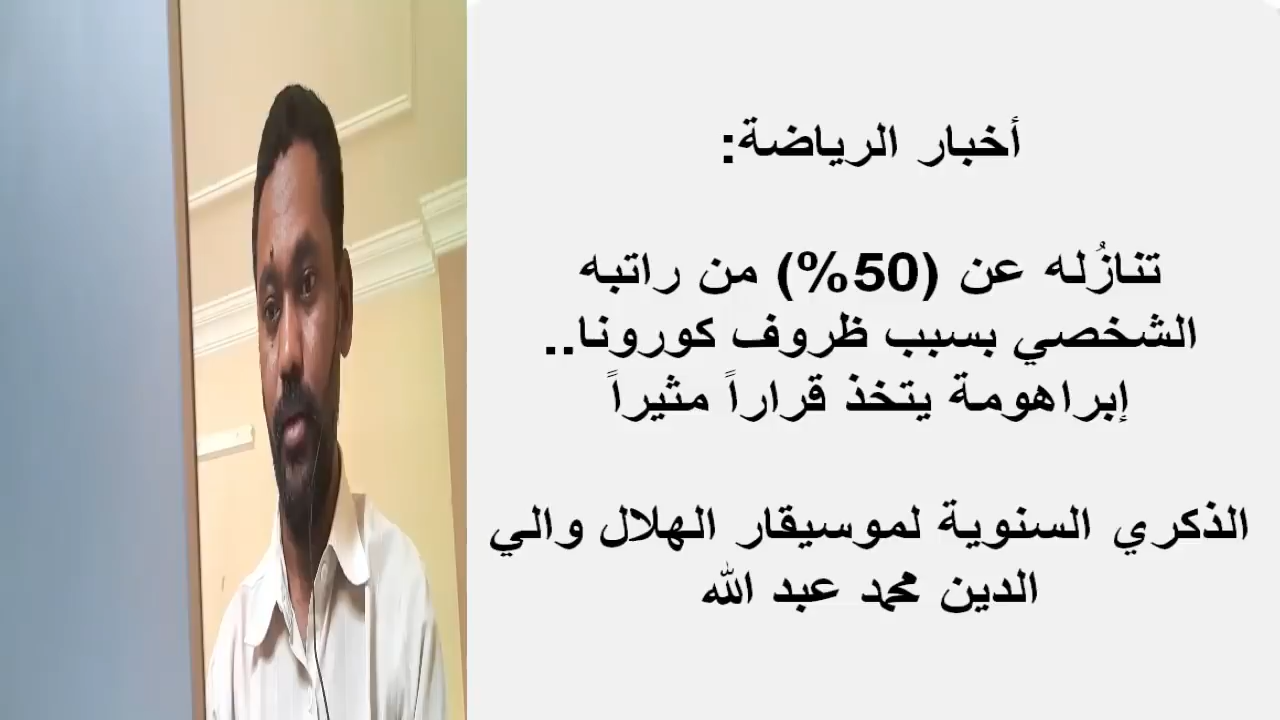 أخبار الرياضة:
تنازُله عن (50%) من راتبه
الشخصي بسبب ظروف كورونا..
إبراهومة يتخذ قراراً مثيراً
الذكري السنوية لموسيقار الهلال والي
الدين محمد عبد الله